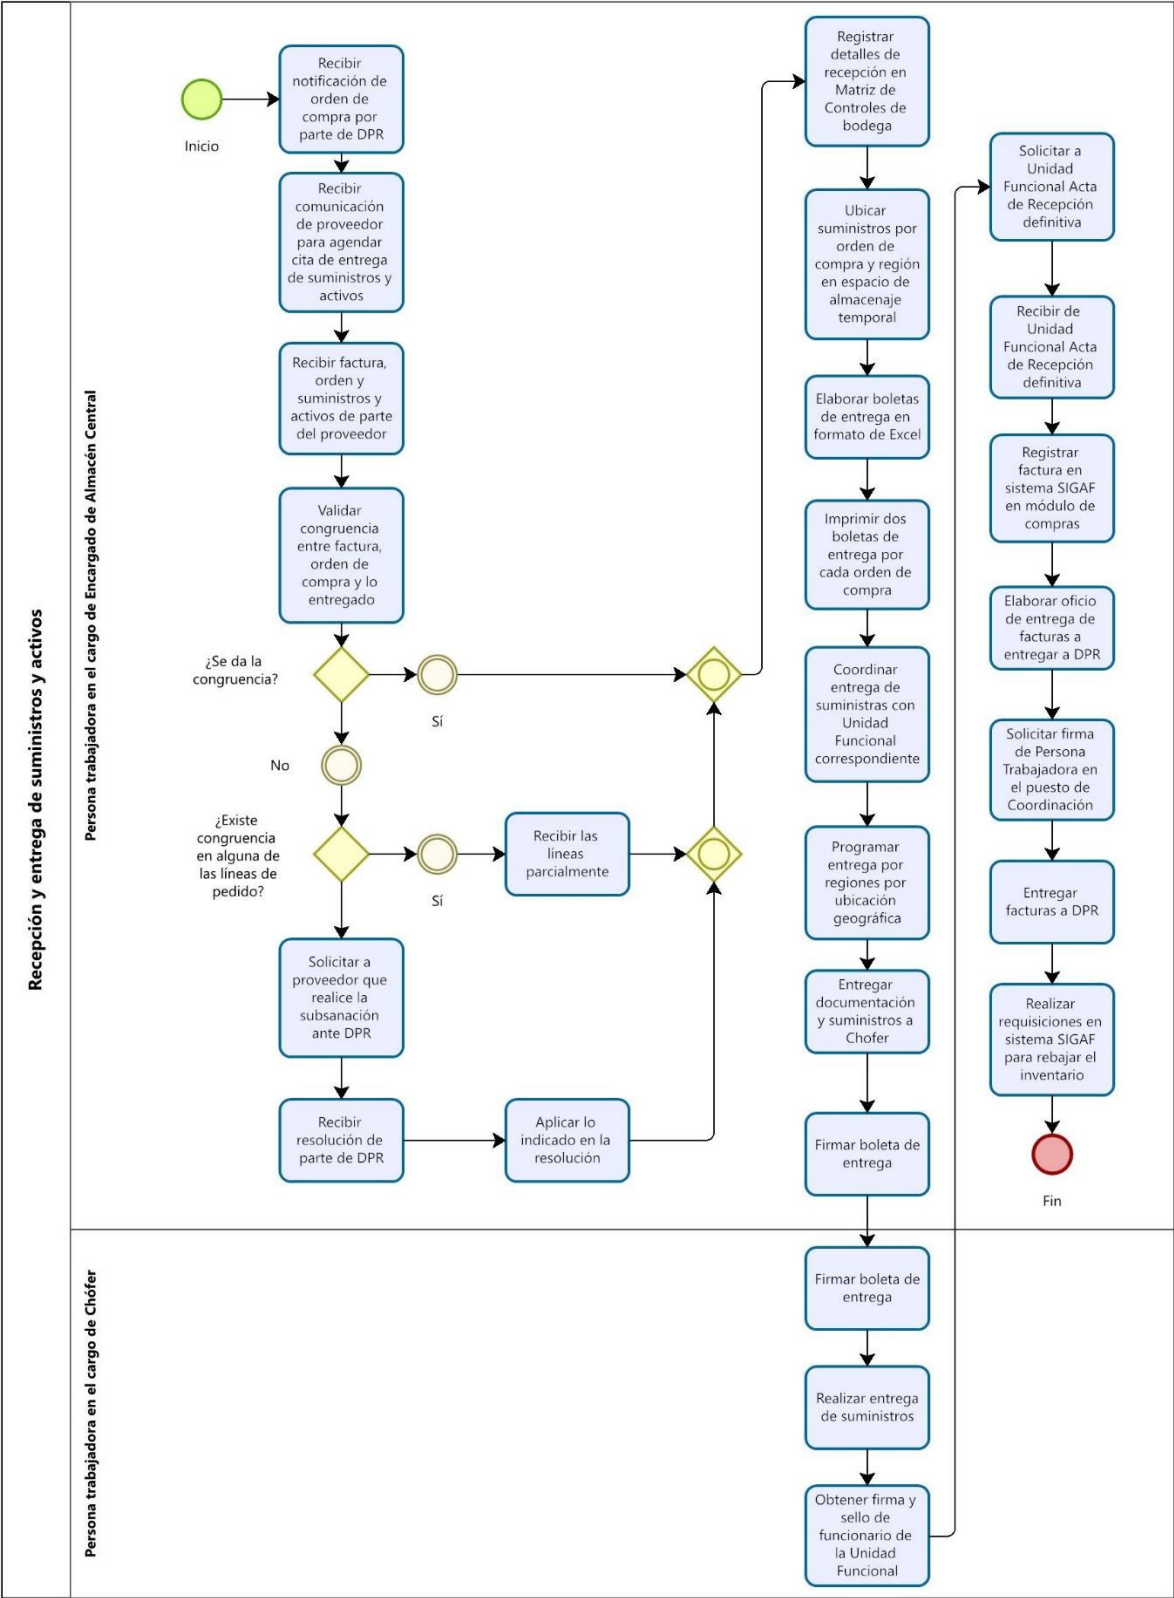 Recepción y entrega de suministros y activos
Persona trabajadora en el cargo de Encargado de Almacén Central
Inicio
Recibir
notificación de
orden de
compra por
parte de DPR
Recibir
comunicación
de proveedor
para agendar
cita de entrega
de suministros y
activos
Recibir factura,
orden y
suministros y
activos de parte
del proveedor
Validar
congruencia
entre factura,
orden de
compra y lo
entregado
¿Se da la
congruencia?
Sí
No
¿Existe
congruencia
en alguna de
las líneas de
pedido?
Sí
Recibir las
líneas
parcialmente
Solicitar a
proveedor que
realice la
subsanación
ante DPR
Recibir
resolución de
parte de DPR
Aplicar lo
indicado en la
resolución
Registrar
detalles de
recepción en
Matriz de
Controles de
bodega
Ubicar
suministros por
orden de
compra y región
en espacio de
almacenaje
temporal
Elaborar boletas
de entrega en
formato de Excel
Imprimir dos
boletas de
entrega por
cada orden de
compra
Coordinar
entrega de
suministras con
Unidad
Funcional
correspondiente
Programar
entrega por
regiones por
ubicación
geográfica
Entregar
documentación
y suministros a
Chofer
Firmar boleta de
entrega
Persona trabajadora en el cargo de Chófer
Firmar boleta de
entrega
Realizar entrega
de suministros
Obtener firma y
sello de
funcionario de
la Unidad
Funcional
Solicitar a
Unidad
Funcional Acta
de Recepción
definitiva
Recibir de
Unidad
Funcional Acta
de Recepción
definitiva
Registrar
factura en
sistema SIGAF
en módulo de
compras
Elaborar oficio
de entrega de
facturas a
entregar a DPR
Solicitar firma
de Persona
Trabajadora en
el puesto de
Coordinación
Entregar
facturas a DPR
Realizar
requisiciones en
sistema SIGAF
para rebajar el
inventario
Fin